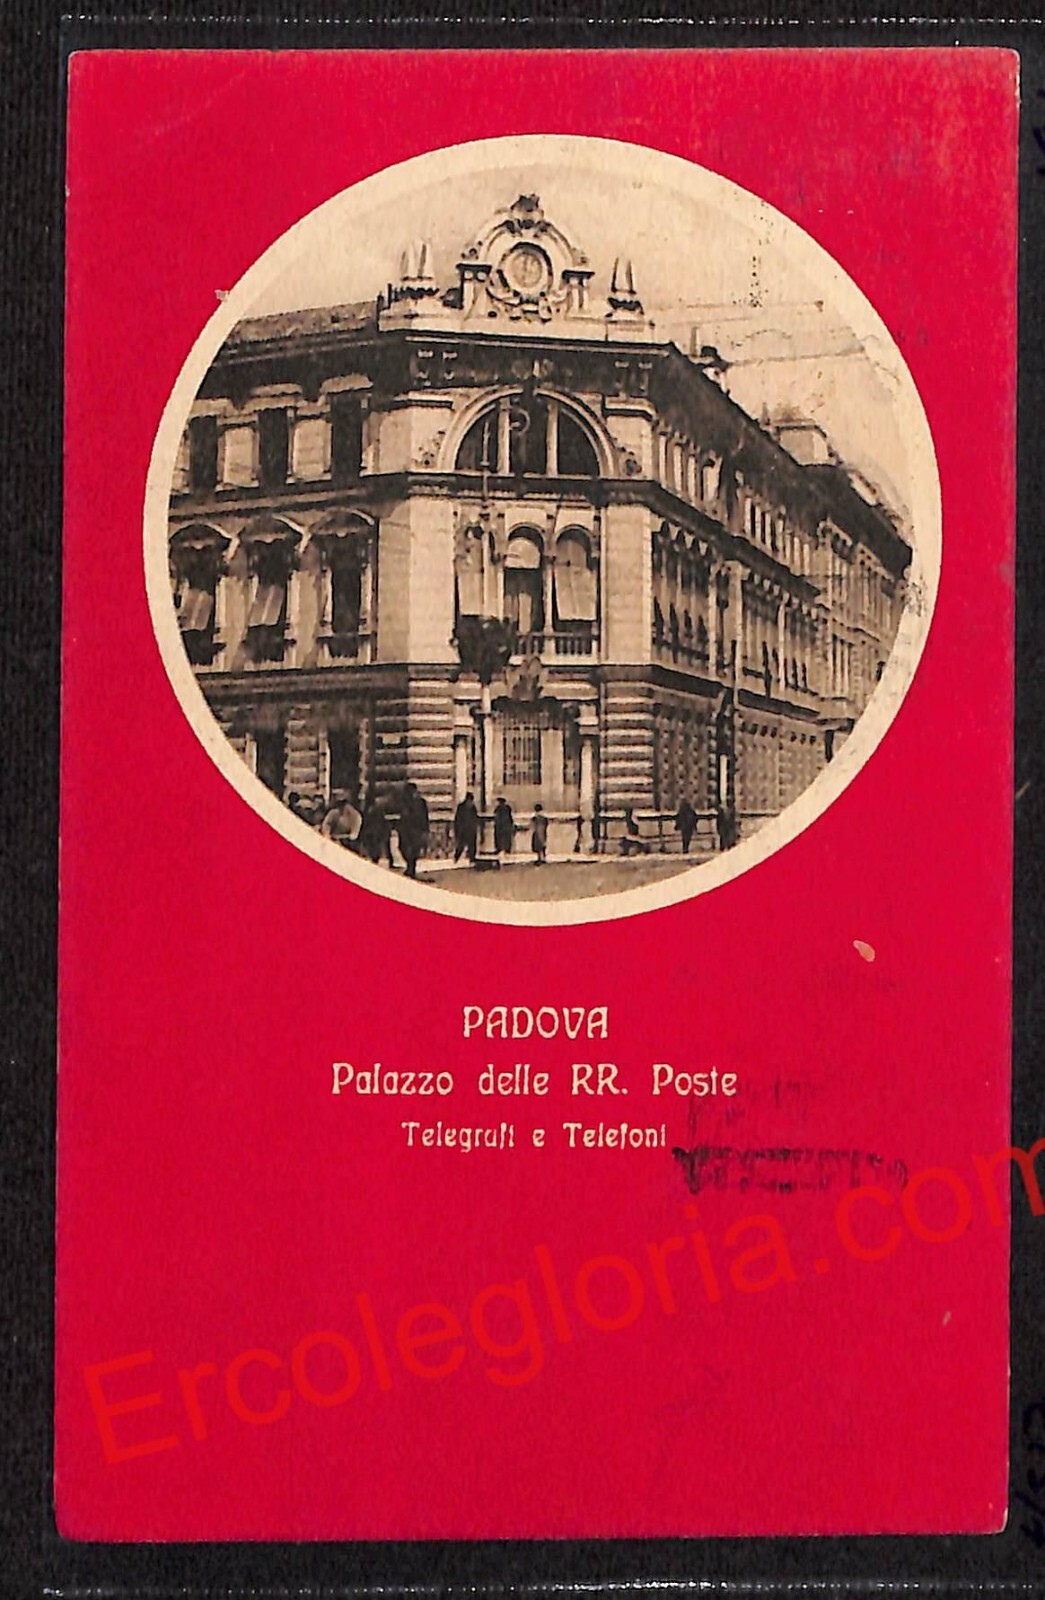 PADOVA
Palazzo delle RR. Poste
Telegrafi e Telefoni
Ercolegloria.com